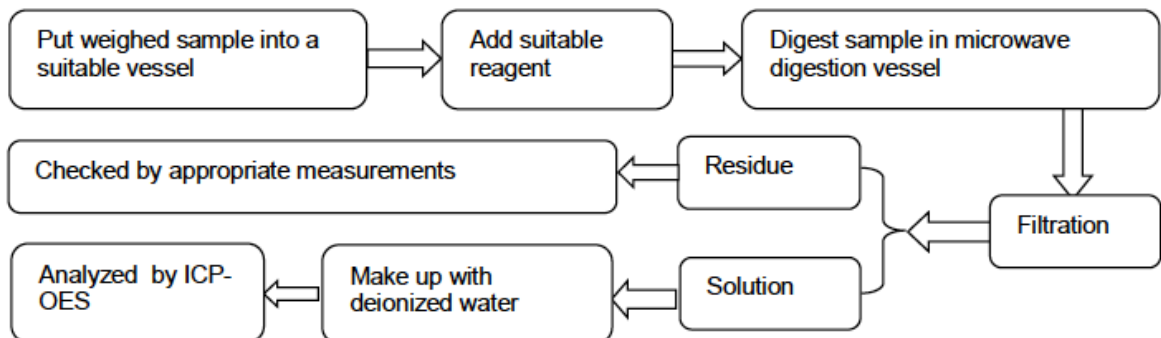 Put weighed sample into a
suitable vessel
Add suitable
reagent
Digest sample in microwave
digestion vessel
Filtration
Residue
Checked by appropriate measurements
Solution
Make up with
deionized water
Analyzed by ICP-
OES